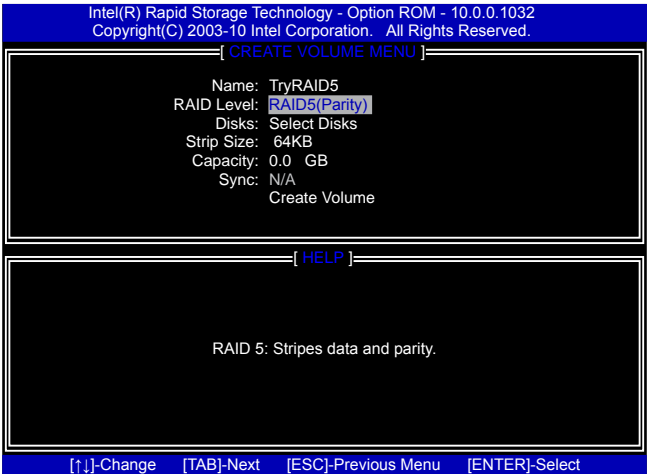 Intel(R) Rapid Storage Technology - Option ROM - 10.0.0.1032
Copyright(C) 2003-10 Intel Corporation. All Rights Reserved.
[ CREATE VOLUME MENU ]
Name: TryRAID5
RAID Level: RAID5(Parity)
Disks: Select Disks
Strip Size: 64KB
Capacity: 0.0 GB
Sync: N/A
Create Volume
[ HELP ]
RAID 5: Stripes data and parity.
[↑↓]-Change [TAB]-Next [ESC]-Previous Menu [ENTER]-Select